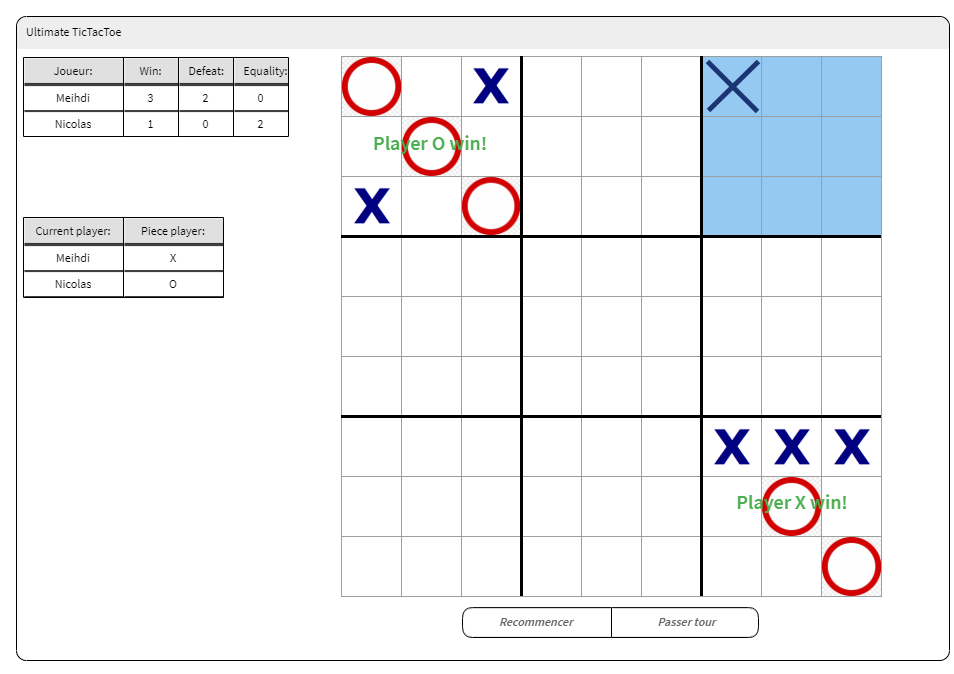 Ultimate TicTacToe
Joueur: Win: Defeat: Equality:
Meihdi 3 2 0
Nicolas 1 0 2
Current player: Piece player:
Meihdi X
Nicolas O
X
Player O win!
X
X X X
Player X win!
Recommencer Passer tour